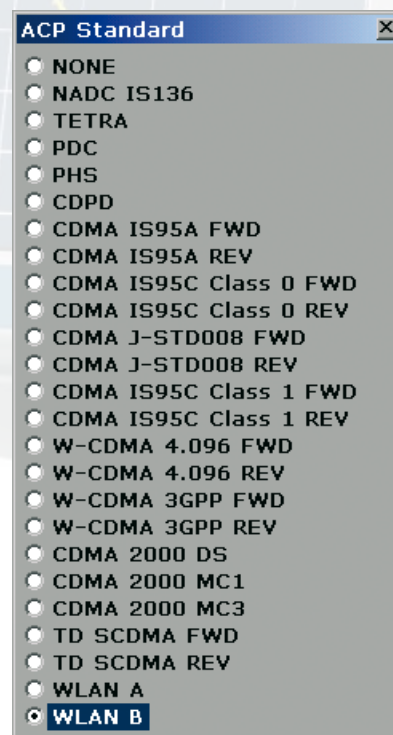 ACP Standard
NONE
NADC IS136
TETRA
PDC
PHS
CDPD
CDMA IS95A FWD
CDMA IS95A REV
CDMA IS95C Class 0 FWD
CDMA IS95C Class 0 REV
CDMA J-STD008 FWD
CDMA J-STD008 REV
CDMA IS95C Class 1 FWD
CDMA IS95C Class 1 REV
W-CDMA 4.096 FWD
W-CDMA 4.096 REV
W-CDMA 3GPP FWD
W-CDMA 3GPP REV
CDMA 2000 DS
CDMA 2000 MC1
CDMA 2000 MC3
TD SCDMA FWD
TD SCDMA REV
WLAN A
WLAN B